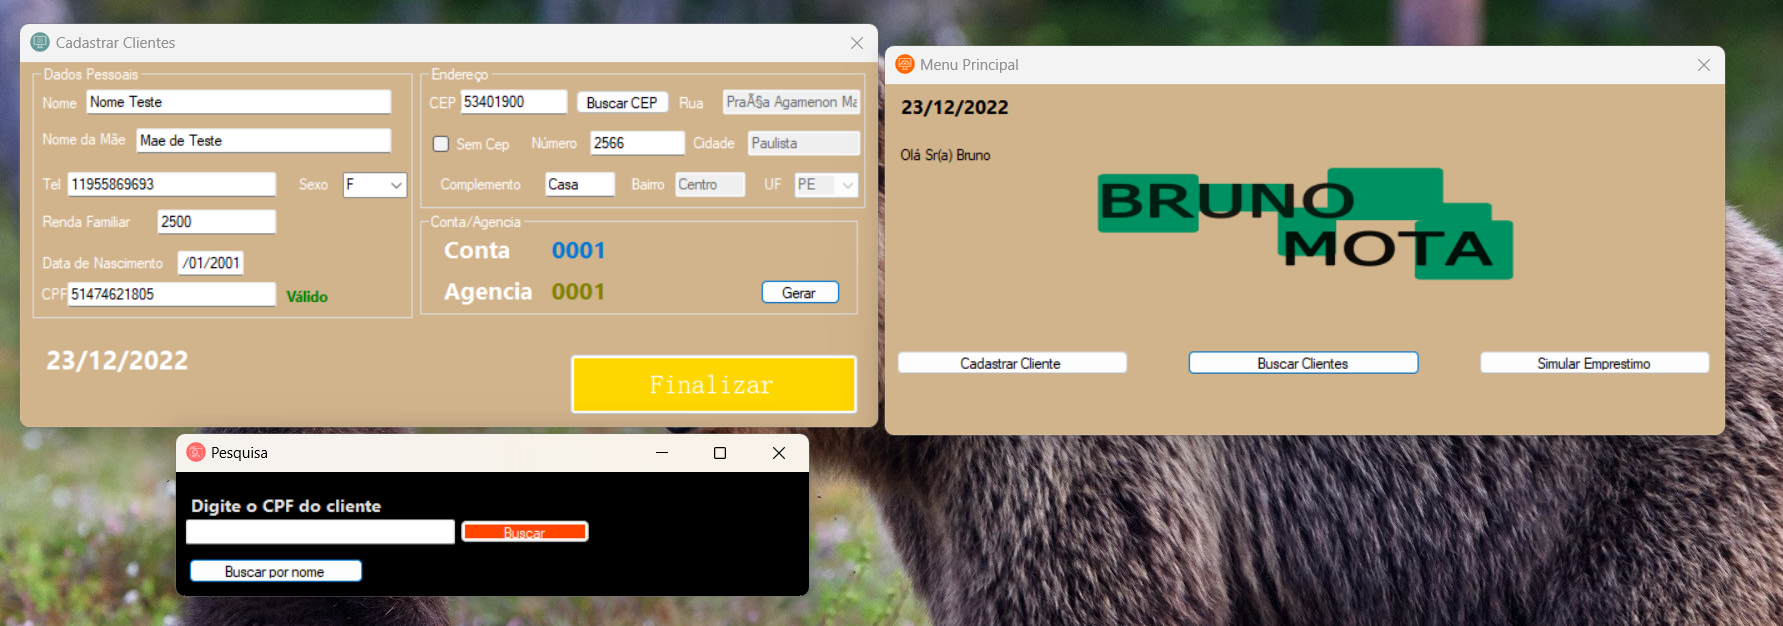 Cadastrar Clientes
Dados Pessoais
Nome Nome Teste
Nome da Mãe Mae de Teste
Tel 11955869693 Sexo F
Renda Familiar 2500
Data de Nascimento /01/2001
CPF 51474621805 Válido
Endereço
CEP 53401900 Buscar CEP Rua PraÃ§a Agamenon Ma
Sem Cep Número 2566 Cidade Paulista
Complemento Casa Bairro Centro UF PE
Conta/Agencia
Conta 0001
Agencia 0001 Gerar
23/12/2022
Finalizar
Menu Principal
23/12/2022
Olá Sr(a) Bruno
BRUNO
MOTA
Cadastrar Cliente Buscar Clientes Simular Emprestimo
Pesquisa
Digite o CPF do cliente
Buscar
Buscar por nome